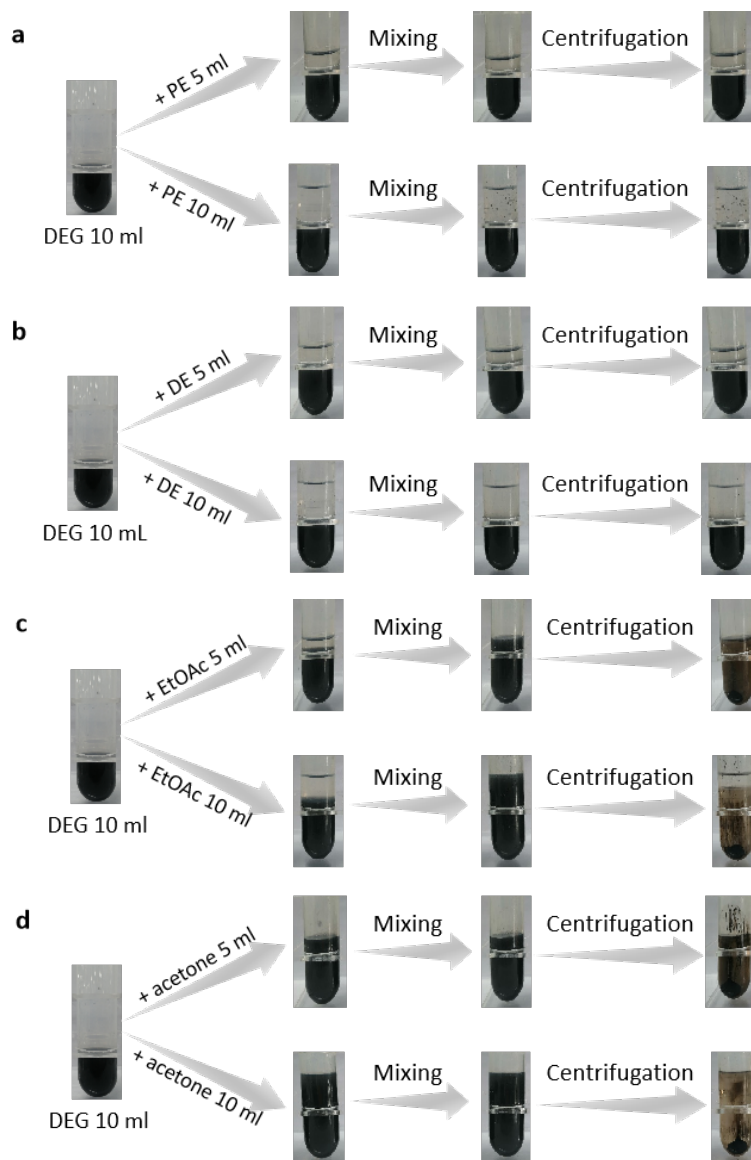 a
+ PE 5 ml
Mixing
Centrifugation
+ PE 10 ml
Mixing
Centrifugation
DEG 10 ml
b
+ DE 5 ml
Mixing
Centrifugation
+ DE 10 ml
Mixing
Centrifugation
DEG 10 mL
c
+ EtOAc 5 ml
Mixing
Centrifugation
+ EtOAc 10 ml
Mixing
Centrifugation
DEG 10 ml
d
+ acetone 5 ml
Mixing
Centrifugation
+ acetone 10 ml
Mixing
Centrifugation
DEG 10 ml